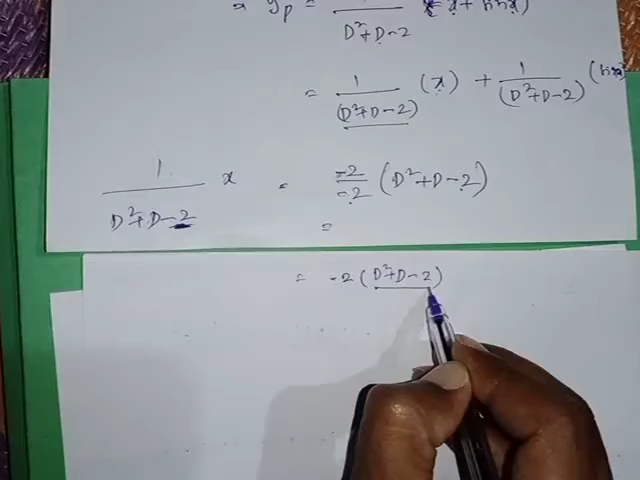 y_p = 1/(D²+D-2) (x + sin x)
= 1/(D²+D-2) (x) + 1/(D²+D-2) (sin x)
1/(D²+D-2) x = -2/-2 (D²+D-2)
=
= -2 (D²+D-2)